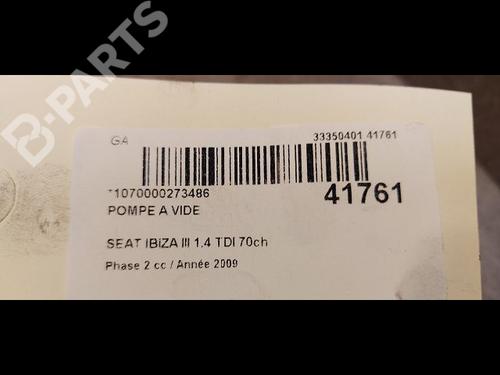 B-PARTS
GA 33350401 41761
*1070000273486 41761
POMPE A VIDE
SEAT IBIZA III 1.4 TDI 70ch
Phase 2 cc / Année 2009